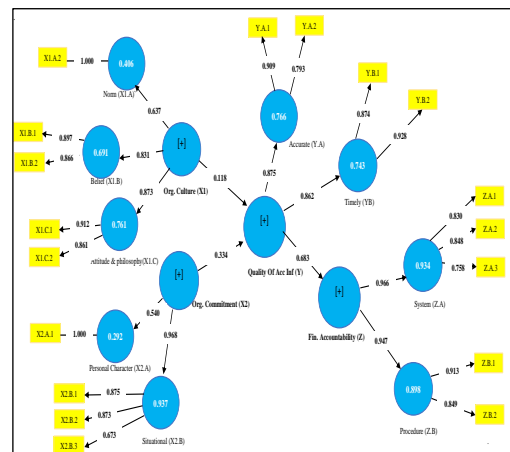 Y.A.1
Y.A.2
X1.A.2
1.000
0.406
Norm (X1.A)
0.909
0.793
Y.B.1
0.637
0.766
0.874
Y.B.2
X1.B.1
0.897
0.691
0.831
[+]
Accurate (Y.A)
0.928
X1.B.2
0.866
Belief (X1.B)
Org. Culture (X1)
0.118
0.875
0.862
0.743
Timely (YB)
0.873
X1.C.1
0.912
0.761
[+]
Z.A.1
0.830
X1.C.2
0.861
Attitude & philosophy(X1.C)
0.334
Quality Of Acc Inf (Y)
0.683
0.848
Z.A.2
[+]
0.934
0.758
Z.A.3
Org. Commitment (X2)
[+]
0.966
System (Z.A)
0.540
X2.A.1
1.000
0.292
0.968
Fin. Accountability (Z)
0.947
Personal Character (X2.A)
Z.B.1
0.913
X2.B.1
0.875
0.898
X2.B.2
0.873
0.937
0.849
Z.B.2
X2.B.3
0.673
Situational (X2.B)
Procedure (Z.B)